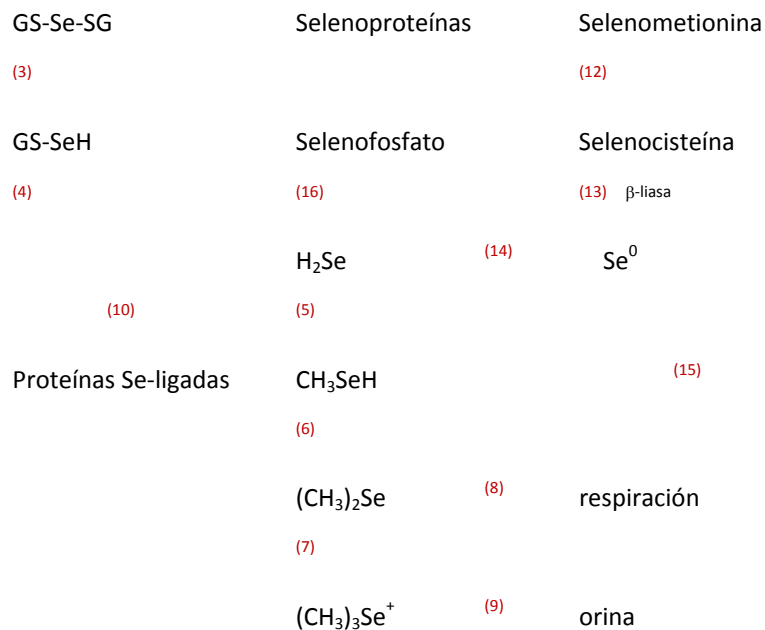 GS-Se-SG Selenoproteínas Selenometionina
(3) (12)
GS-SeH Selenofosfato Selenocisteína
(4) (16) (13) β-liasa
H₂Se (14) Se⁰
(10) (5)
Proteínas Se-ligadas CH₃SeH (15)
(6)
(CH₃)₂Se (8) respiración
(7)
(CH₃)₃Se⁺ (9) orina